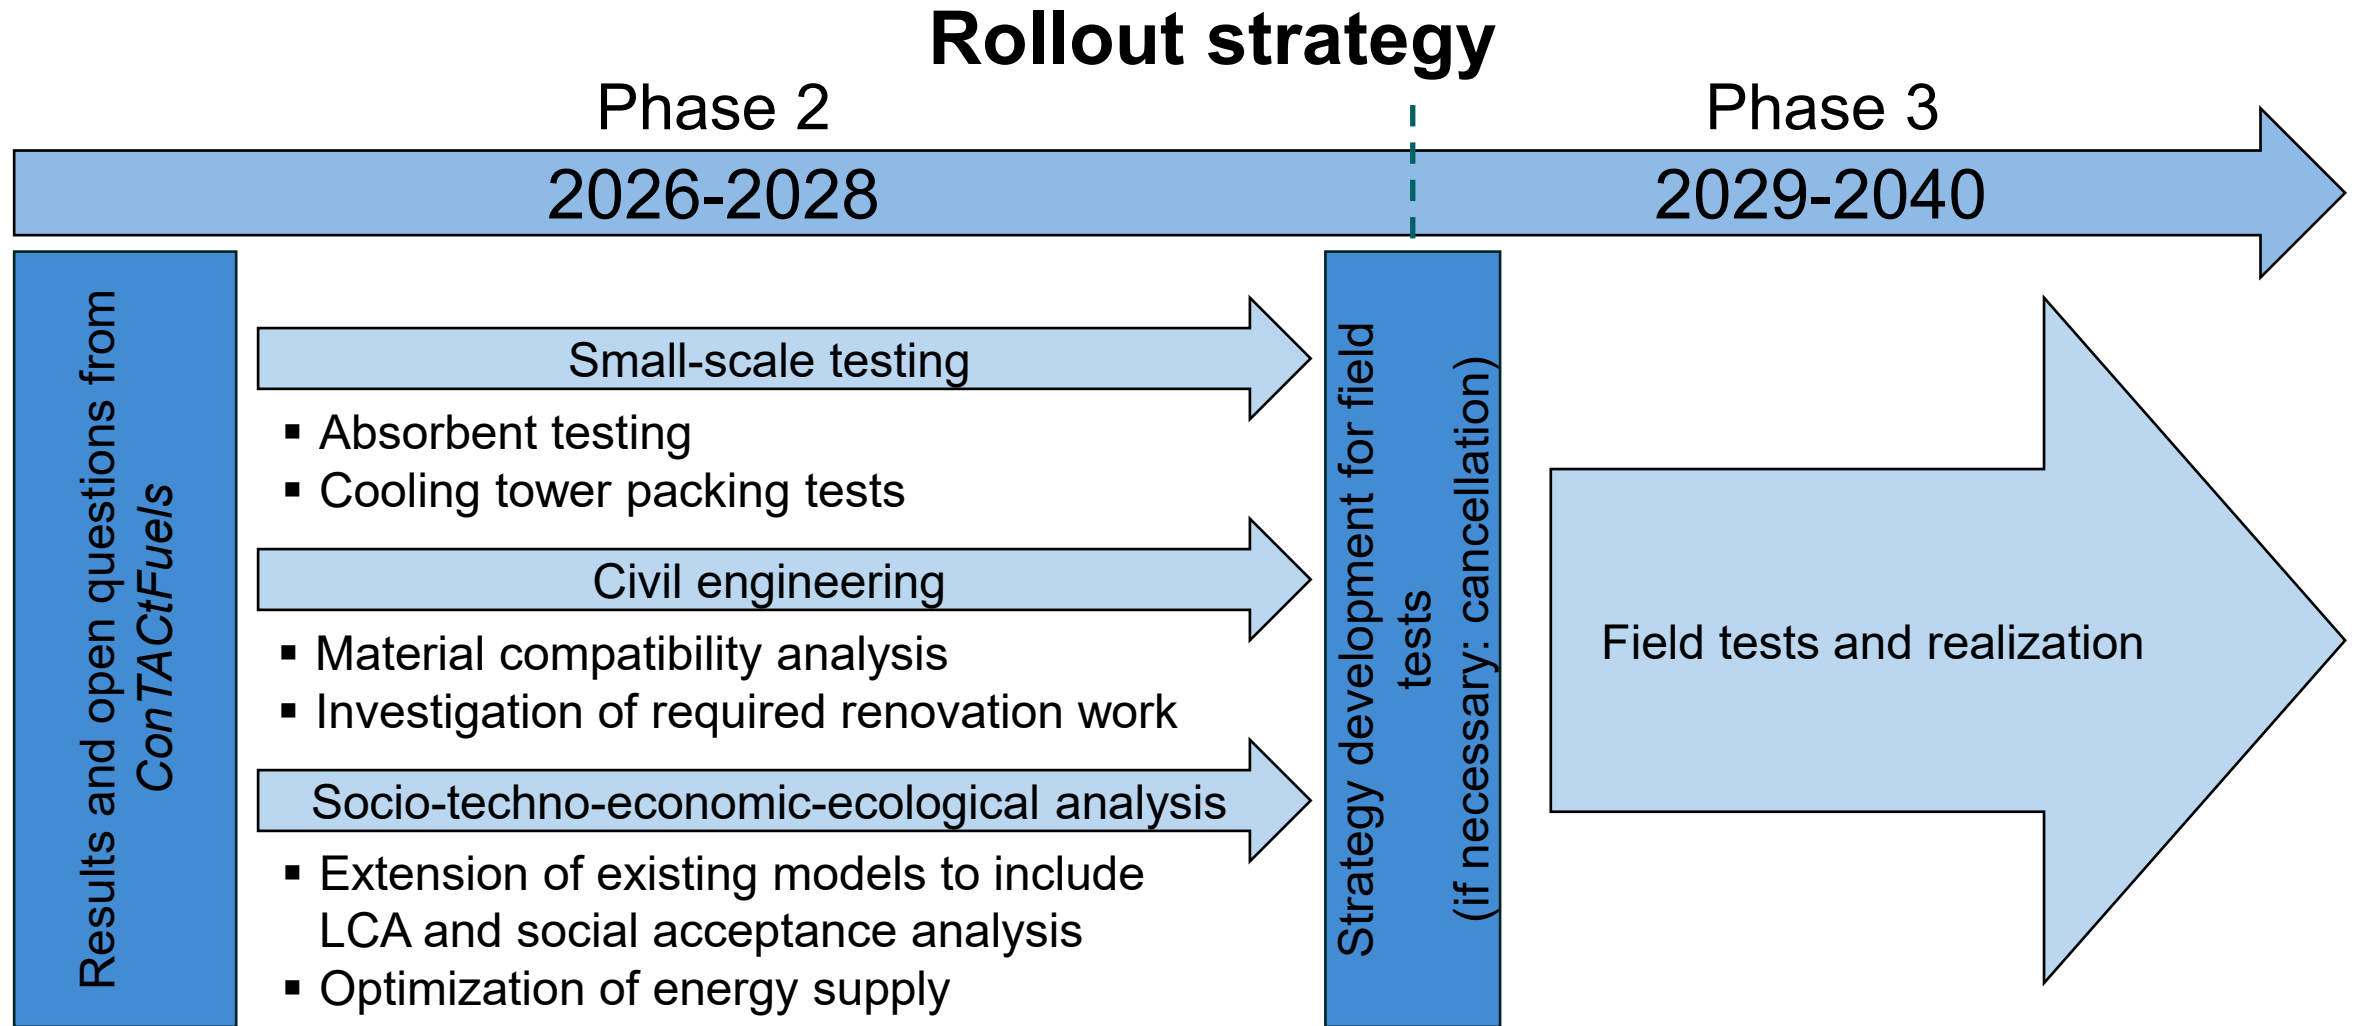 Rollout strategy
Phase 2
Phase 3
2026-2028
2029-2040
Results and open questions from
ConTACtFuels
Small-scale testing
▪ Absorbent testing
▪ Cooling tower packing tests
Civil engineering
▪ Material compatibility analysis
▪ Investigation of required renovation work
Socio-techno-economic-ecological analysis
▪ Extension of existing models to include
LCA and social acceptance analysis
▪ Optimization of energy supply
Strategy development for field
tests
(if necessary: cancellation)
Field tests and realization